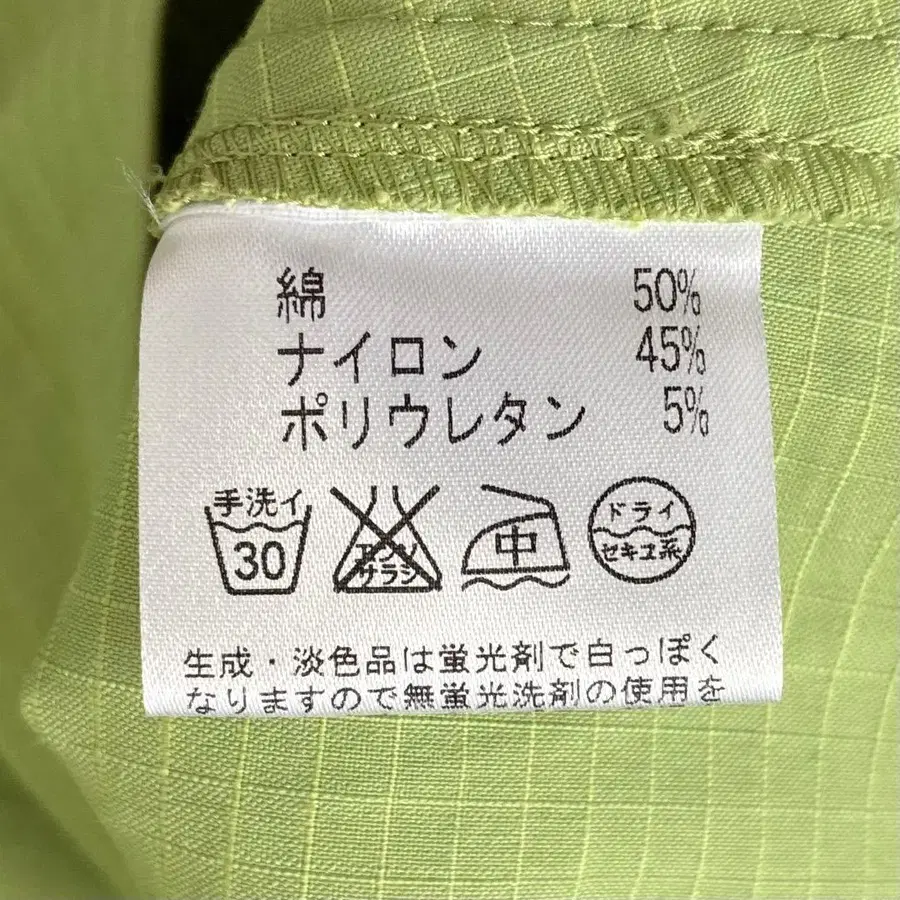 綿 50%
ナイロン 45%
ポリウレタン 5%
手洗イ
30
エンソ
サラシ
中
ドライ
セキユ系
生成・淡色品は蛍光剤で白っぽく
なりますので無蛍光洗剤の使用を